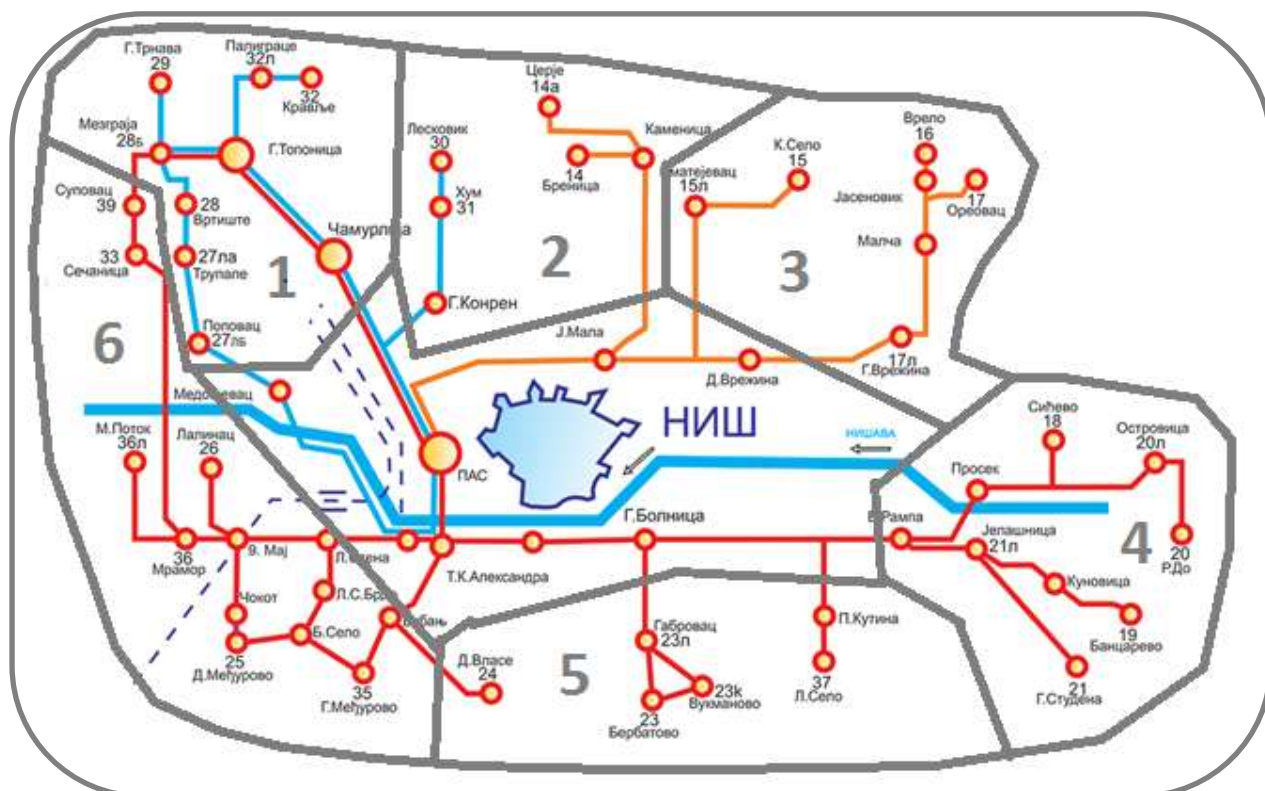 Г.Трнава
29
Палиграце
32л
32
Кравље
Мезграја
28Б
Г.Топоница
Суповац
39
28
Вртиште
33
Сечаница
27ла
Трупале
Чамурлија
1
Поповац
27ЛБ
6
Лесковик
30
Хум
31
Г.Конрен
Церје
14а
Каменица
14
Бреница
2
Ј.Мала
15л
К.Село
15
Врело
16
Јасеновик
17
Ореовац
Малча
3
17л
Г.Врежина
Д.Врежина
НИШ
НИШАВА
ПАС
М.Поток
36л
Лалинац
26
36
Мрамор
9. Мај
Чокот
25
Д.Међурово
Б.Село
35
Г.Међурово
Т.К.Александра
Г.Болница
Д.Власе
24
5
Габровац
23л
23к
Вукманово
23
Бербатово
П.Кутина
37
Л.Село
Сићево
18
Островица
20л
Просек
Јелашница
21л
4
20
Р.До
Куновица
19
Банцарево
21
Г.Студена